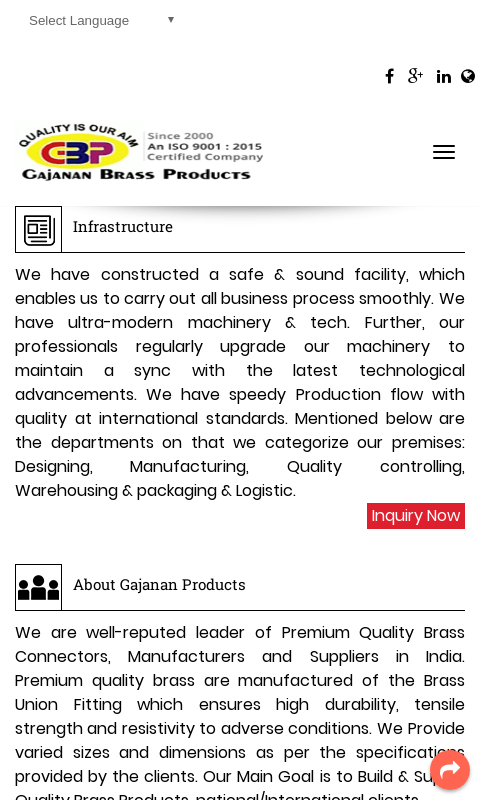 Select Language ▼
QUALITY IS OUR AIM
GBP
Since 2000
An ISO 9001 : 2015
Certified Company
Gajanan Brass Products
Infrastructure
We have constructed a safe & sound facility, which
enables us to carry out all business process smoothly. We
have ultra-modern machinery & tech. Further, our
professionals regularly upgrade our machinery to
maintain a sync with the latest technological
advancements. We have speedy Production flow with
quality at international standards. Mentioned below are
the departments on that we categorize our premises:
Designing, Manufacturing, Quality controlling,
Warehousing & packaging & Logistic.
Inquiry Now
About Gajanan Products
We are well-reputed leader of Premium Quality Brass
Connectors, Manufacturers and Suppliers in India.
Premium quality brass are manufactured of the Brass
Union Fitting which ensures high durability, tensile
strength and resistivity to adverse conditions. We Provide
varied sizes and dimensions as per the specifications
provided by the clients. Our Main Goal is to Build &
Quality Brass Products, national/International clients